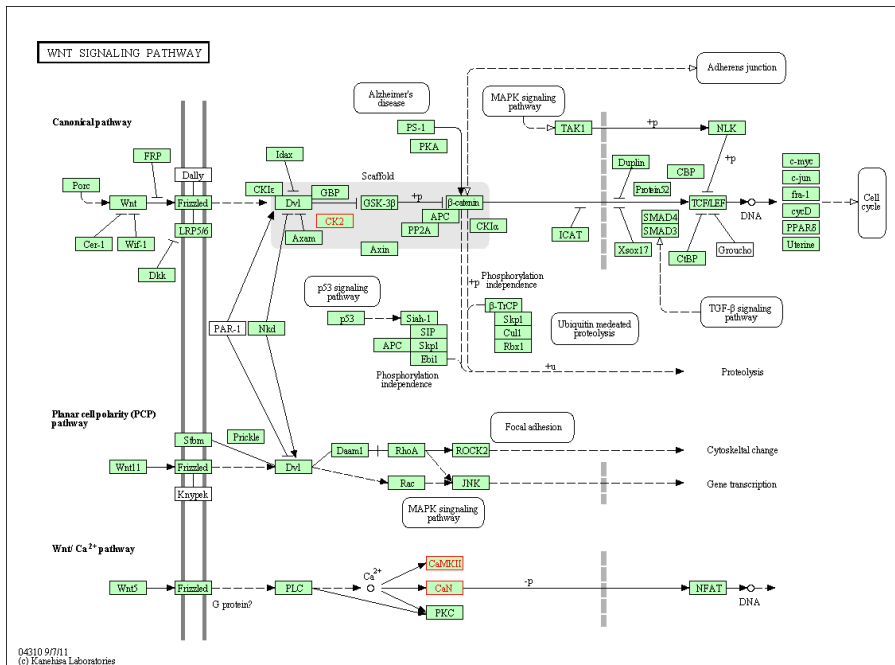 WNT SIGNALING PATHWAY
Adherens junction
Alzheimer's
disease
MAPK signaling
pathway
Canonical pathway
PS-1
PKA
TAK1
+p
NLK
FRP
Idax
Duplin
CBP
+p
c-myc
Dally
Scaffold
c-jun
Porc
CKIε
GBP
Protein52
fra-1
Cell
cycle
Wnt
Frizzled
Dvl
GSK-3β
+p
β-catenin
TCF/LEF
DNA
cycD
CK2
APC
SMAD4
PPARδ
Cer-1
Wif-1
LRP5/6
Axam
PP2A
CKIα
ICAT
SMAD3
Uterine
Axin
Xsox17
CtBP
Groucho
Dkk
p53 signaling
pathway
+p
Phosphorylation
independence
TGF-β signaling
pathway
β-TrCP
PAR-1
Nkd
p53
Siah-1
Skp1
Ubiquitin medeated
proteolysis
SIP
Cul1
APC
Skp1
Rbx1
Ebi1
Phosphorylation
independence
+u
Proteolysis
Planar cell polarity (PCP)
pathway
Stbm
Prickle
Focal adhesion
Daam1
RhoA
ROCK2
Cytoskeltal change
Wnt11
Frizzled
Dvl
Rac
JNK
Gene transcription
Knypek
MAPK singnaling
pathway
Wnt/ Ca2+ pathway
CaMKII
Ca2+
Wnt5
Frizzled
PLC
CaN
-p
NFAT
G protein?
DNA
PKC
04310 9/7/11
(c) Kanehisa Laboratories